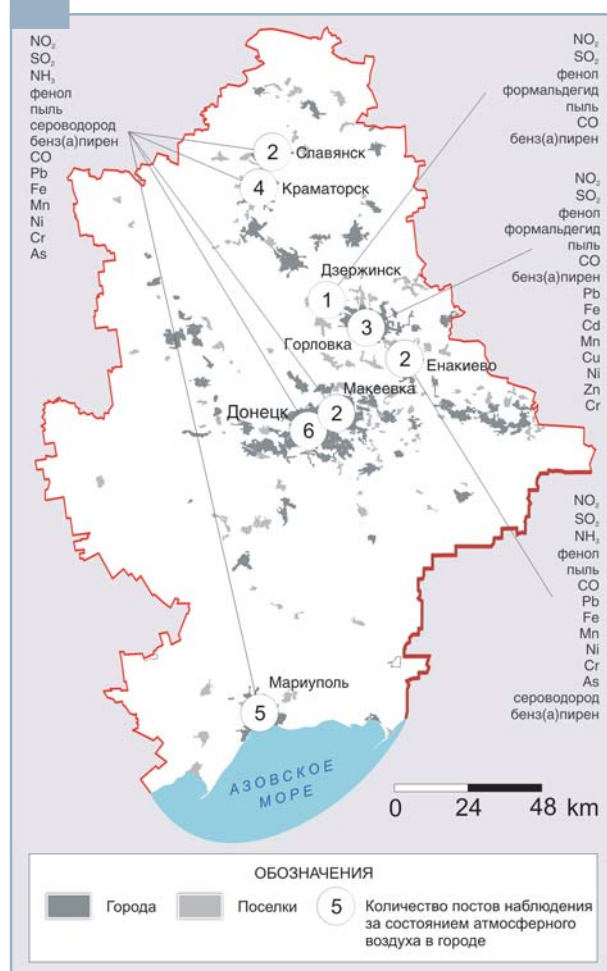 NO₂
SO₂
NH₃
фенол
пыль
сероводород
бенз(а)пирен
CO
Pb
Fe
Mn
Ni
Cr
As
NO₂
SO₂
фенол
формальдегид
пыль
CO
бенз(а)пирен
NO₂
SO₂
фенол
формальдегид
пыль
CO
бенз(а)пирен
Pb
Fe
Cd
Mn
Cu
Ni
Zn
Cr
2 Славянск
4 Краматорск
Дзержинск
1
3
Горловка
2
Енакиево
Макеевка
2
Донецк
6
NO₂
SO₂
NH₃
фенол
пыль
CO
Pb
Fe
Mn
Ni
Cr
As
сероводород
бенз(а)пирен
Мариуполь
5
АЗОВСКОЕ
МОРЕ
0 24 48 km
ОБОЗНАЧЕНИЯ
Города Поселки 5 Количество постов наблюдения
за состоянием атмосферного
воздуха в городе